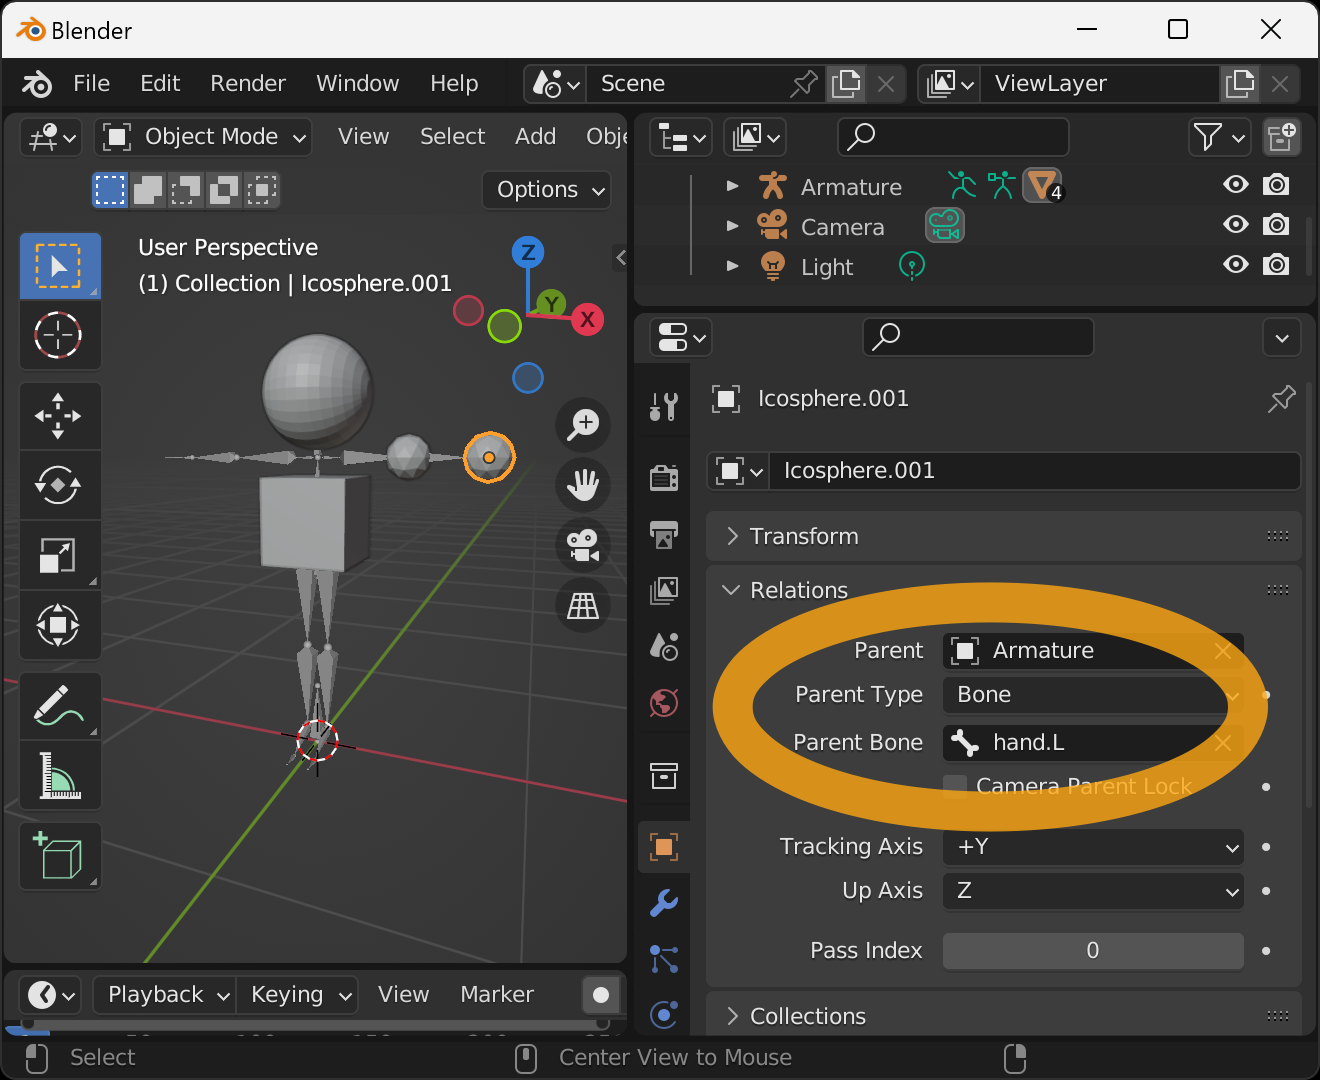 Blender
File Edit Render Window Help Scene ViewLayer
Object Mode View Select Add Obje
Options
User Perspective
(1) Collection | Icosphere.001
Z
Y
X
Armature 4
Camera
Light
Icosphere.001
Icosphere.001
Transform
Relations
Parent Armature
Parent Type Bone
Parent Bone hand.L
Camera Parent Lock
Tracking Axis +Y
Up Axis Z
Pass Index 0
Collections
Playback Keying View Marker
Select Center View to Mouse